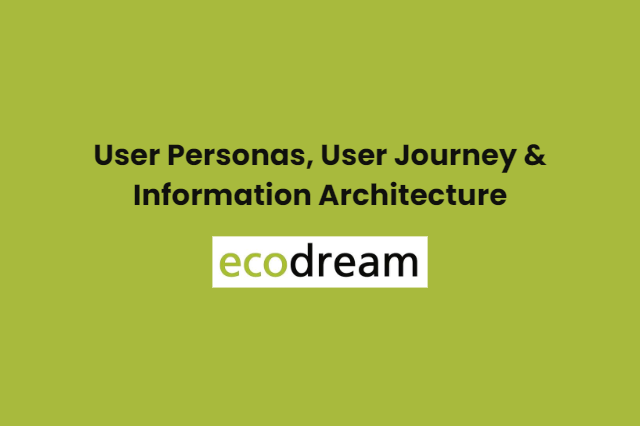 User Personas, User Journey &
Information Architecture
ecodream